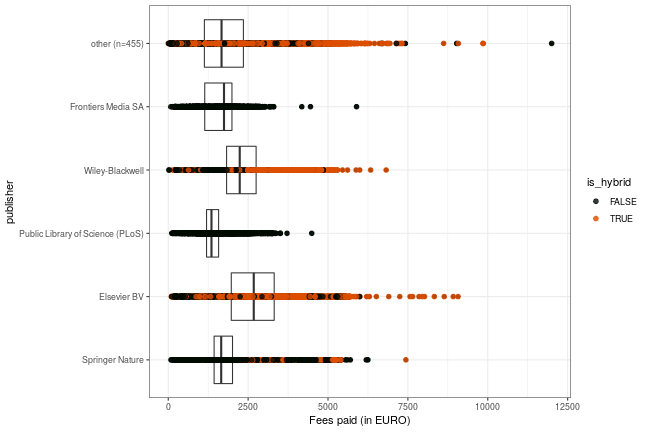 other (n=455)
Frontiers Media SA
Wiley-Blackwell
Public Library of Science (PLoS)
Elsevier BV
Springer Nature
publisher
0
2500
5000
7500
10000
12500
Fees paid (in EURO)
is_hybrid
FALSE
TRUE